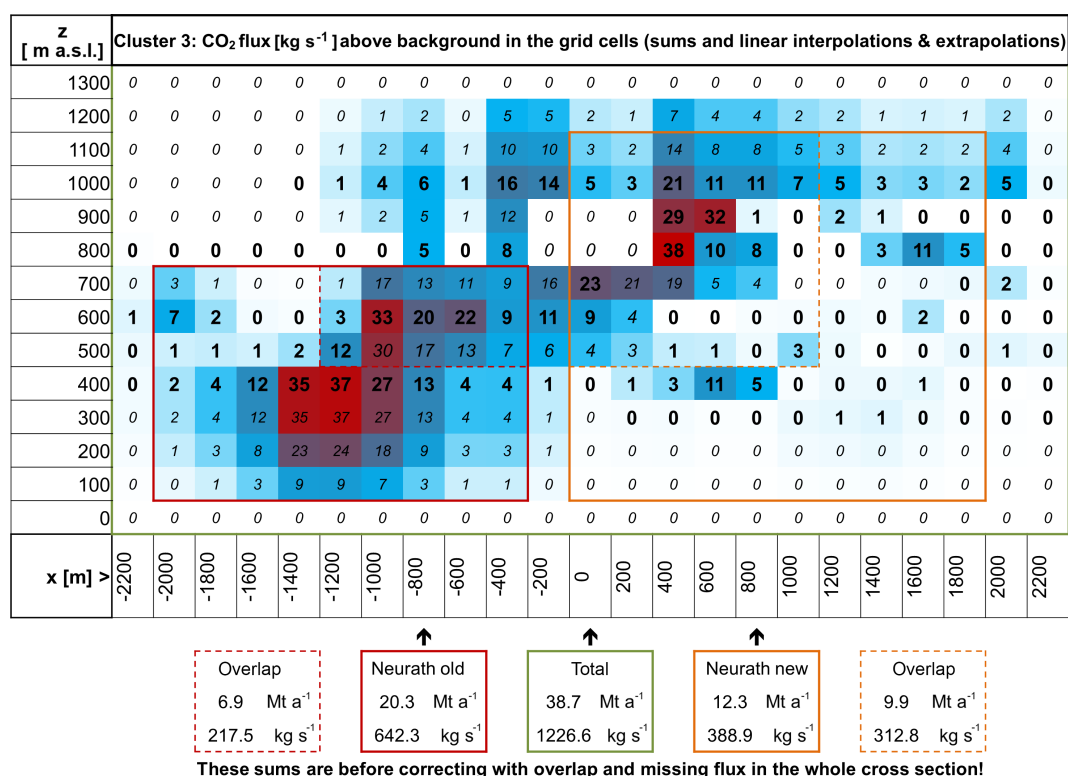 z
[ m a.s.l.]
Cluster 3: CO₂ flux [kg s⁻¹] above background in the grid cells (sums and linear interpolations & extrapolations)
1300 0 0 0 0 0 0 0 0 0 0 0 0 0 0 0 0 0 0 0 0 0 0 0
1200 0 0 0 0 0 1 2 0 5 5 2 1 7 4 4 2 2 1 1 1 2 0
1100 0 0 0 0 0 1 2 4 1 10 10 3 2 14 8 8 5 3 2 2 2 4 0
1000 0 0 0 0 0 1 4 6 1 16 14 5 3 21 11 11 7 5 3 3 2 5 0
900 0 0 0 0 1 2 5 1 12 0 0 0 29 32 1 0 2 1 0 0 0 0
800 0 0 0 0 0 0 0 5 0 8 0 0 0 38 10 8 0 0 3 11 5 0 0
700 0 3 1 0 0 1 17 13 11 9 16 23 21 19 5 4 0 0 0 0 0 2 0
600 1 7 2 0 0 3 33 20 22 9 11 9 4 0 0 0 0 0 0 2 0 0 0
500 0 1 1 1 2 12 30 17 13 7 6 4 3 1 1 0 3 0 0 0 0 1 0
400 0 2 4 12 35 37 27 13 4 4 1 0 1 3 11 5 0 0 0 1 0 0 0
300 0 2 4 12 35 37 27 13 4 4 1 0 0 0 0 0 0 1 1 0 0 0 0
200 0 1 3 8 23 24 18 9 3 3 1 0 0 0 0 0 0 0 0 0 0 0 0
100 0 0 1 3 9 9 7 3 1 1 0 0 0 0 0 0 0 0 0 0 0 0 0
0 0 0 0 0 0 0 0 0 0 0 0 0 0 0 0 0 0 0 0 0 0 0 0
x [m] > -2200 -2000 -1800 -1600 -1400 -1200 -1000 -800 -600 -400 -200 0 200 400 600 800 1000 1200 1400 1600 1800 2000 2200
Overlap
6.9 Mt a⁻¹
217.5 kg s⁻¹
Neurath old
20.3 Mt a⁻¹
642.3 kg s⁻¹
Total
38.7 Mt a⁻¹
1226.6 kg s⁻¹
Neurath new
12.3 Mt a⁻¹
388.9 kg s⁻¹
Overlap
9.9 Mt a⁻¹
312.8 kg s⁻¹
These sums are before correcting with overlap and missing flux in the whole cross section!